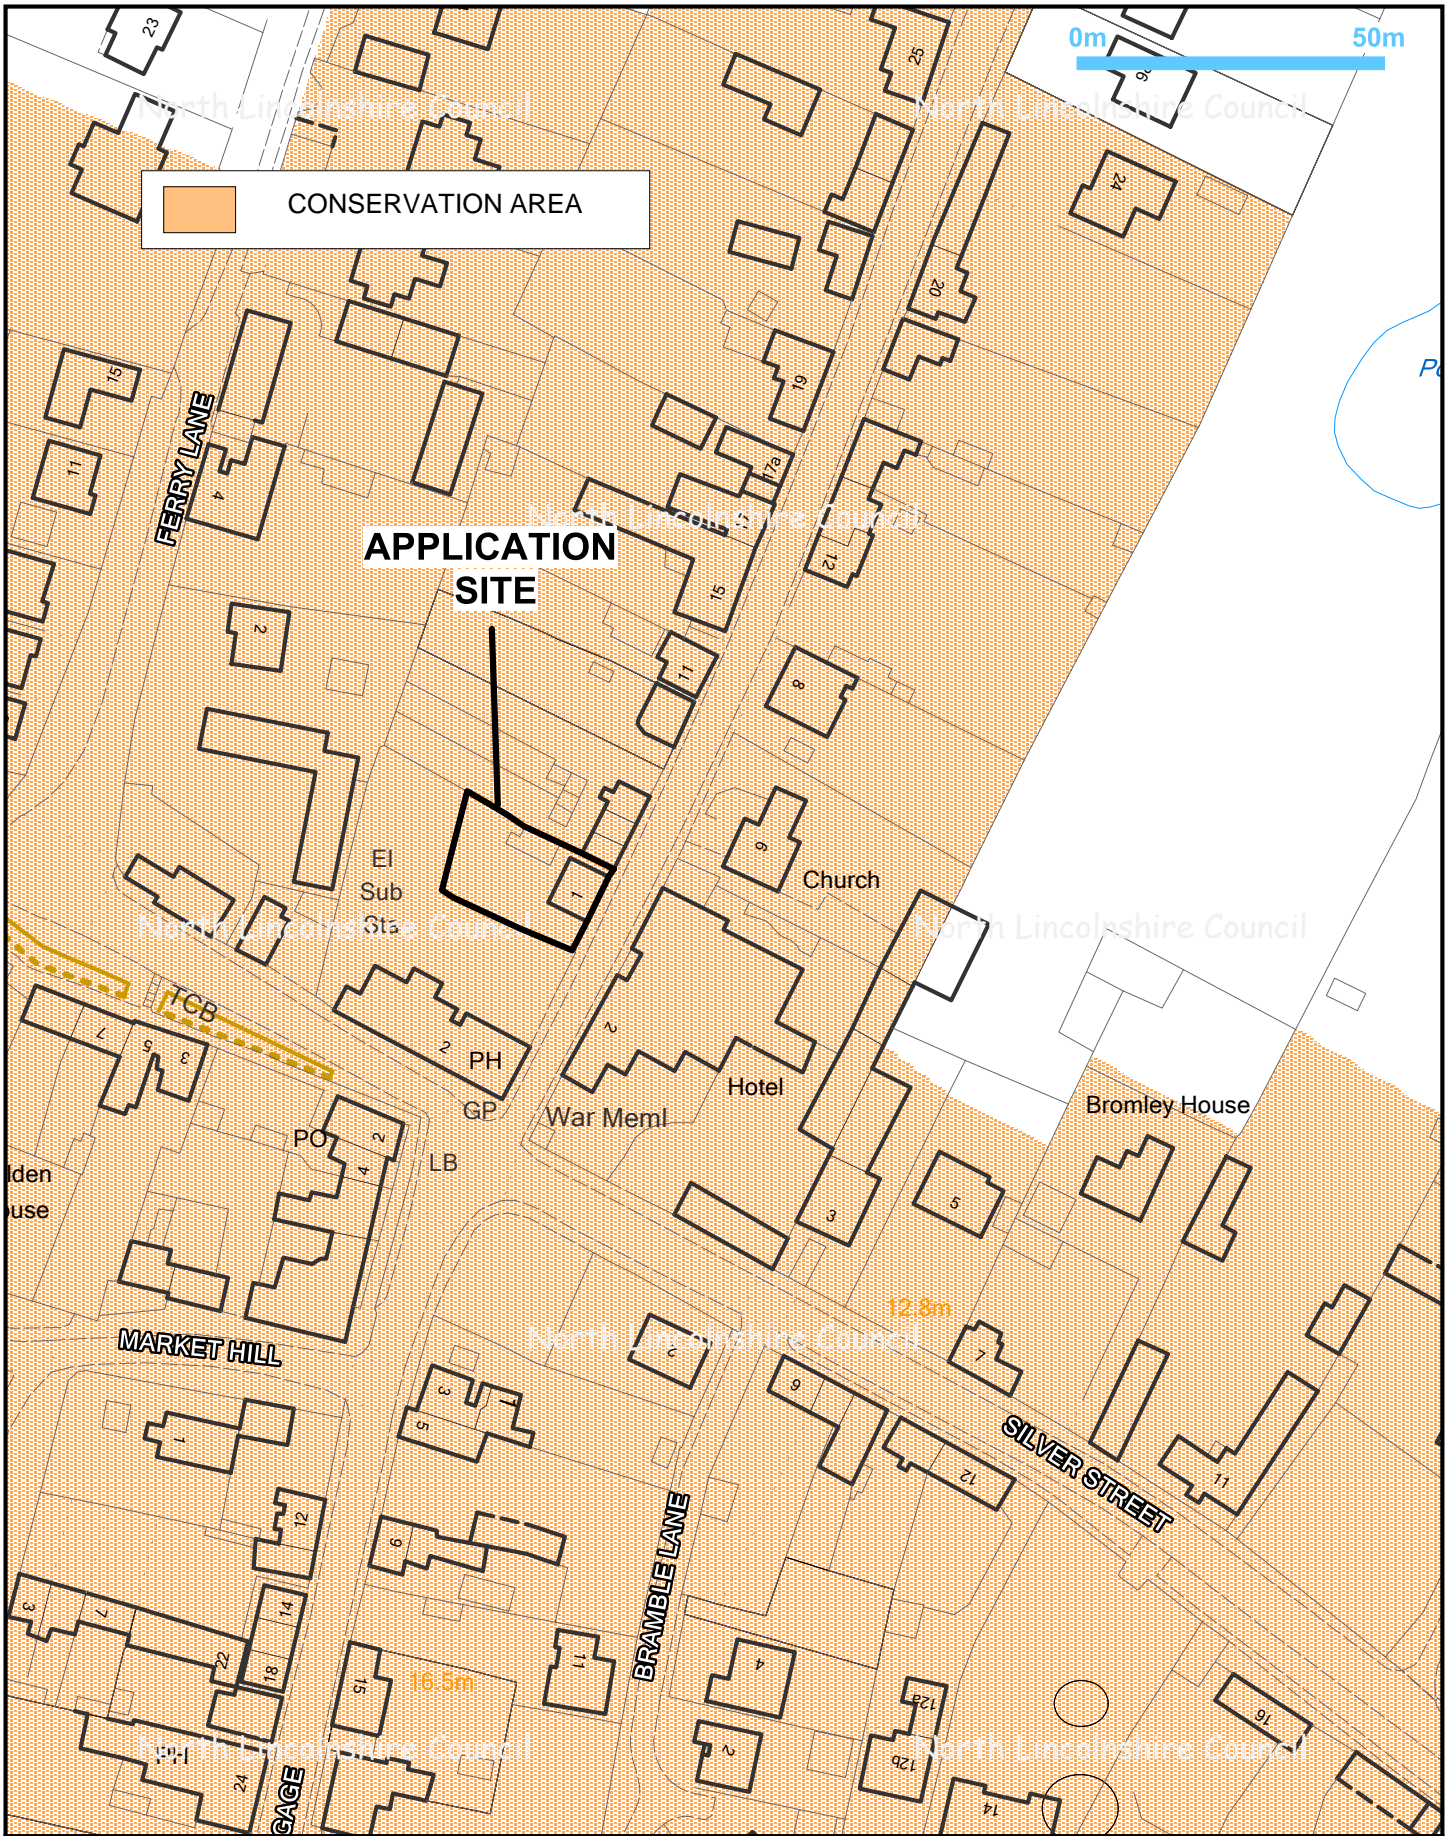 23
25
0m
50m
26
North Lincolnshire Council
North Lincolnshire Council
24
CONSERVATION AREA
20
15
19
11
FERRY LANE
4
17a
North Lincolnshire Council
APPLICATION
SITE
12
15
2
11
8
El
Sub
Sta
1
6
Church
North Lincolnshire Council
North Lincolnshire Council
TCB
7
5
3
2
PH
2
Hotel
GP
War Meml
Bromley House
PO
2
4
LB
lden
ouse
3
5
12.8m
MARKET HILL
North Lincolnshire Council
2
7
3
1
5
9
1
12
SILVER STREET
11
12
9
BRAMBLE LANE
3
7
14
22
18
15
16.5m
11
4
12a
16
North Lincolnshire Council
North Lincolnshire Council
2
12b
24
GAGE
14